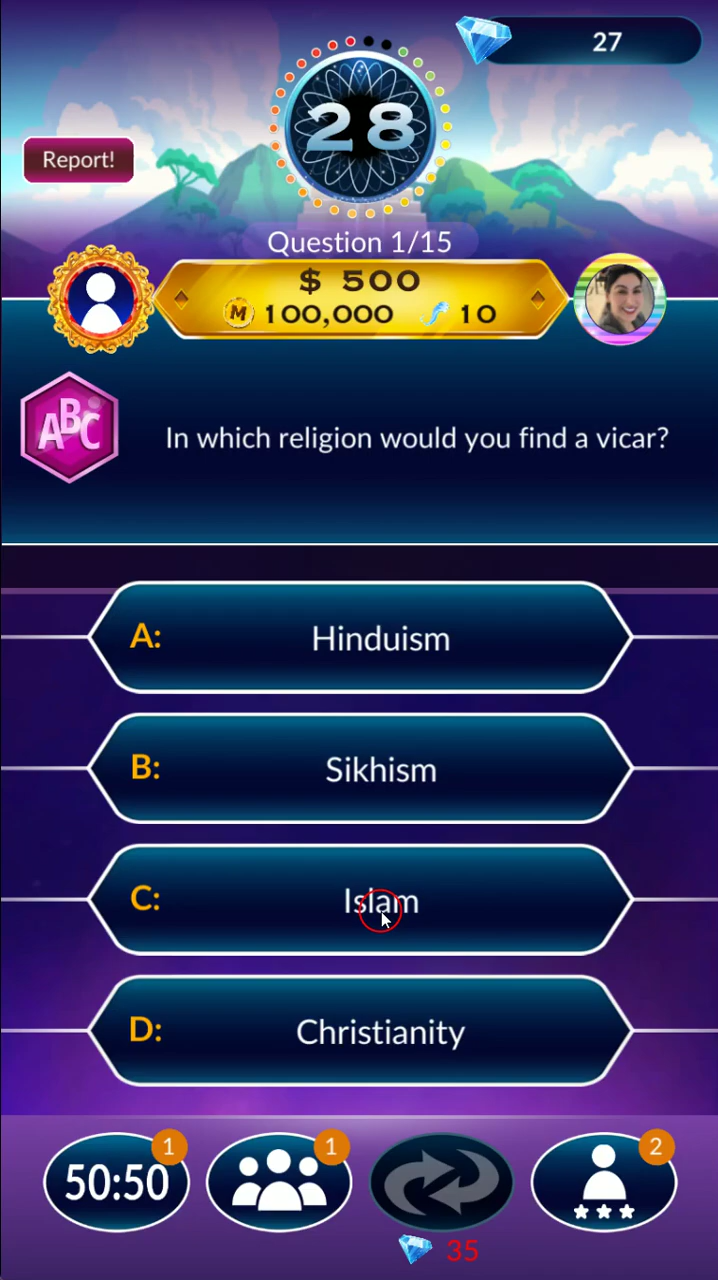 27
28
Report!
Question 1/15
$ 500
M 100,000 10
ABC
In which religion would you find a vicar?
A: Hinduism
B: Sikhism
C: Islam
D: Christianity
1
1
2
50:50
35